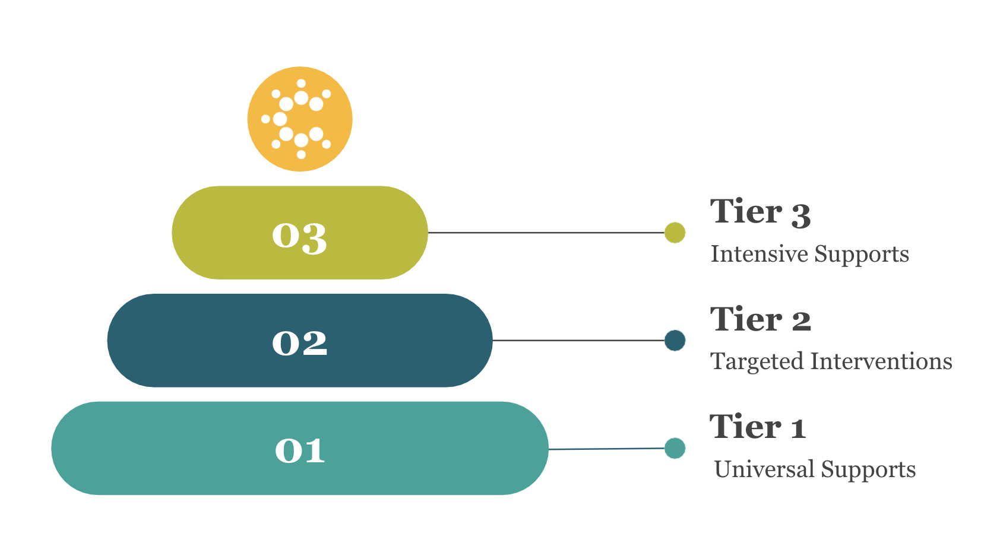 03
Tier 3
Intensive Supports
02
Tier 2
Targeted Interventions
01
Tier 1
Universal Supports